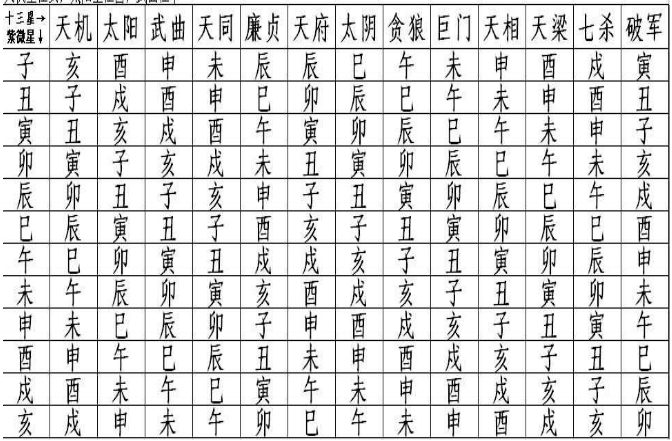 十三星→ 天机 太阳 武曲 天同 廉贞 天府 太阴 贪狼 巨门 天相 天梁 七杀 破军
紫微星↓
子 亥 酉 申 未 辰 辰 巳 午 未 申 酉 戌 寅
丑 子 戌 酉 申 巳 卯 辰 巳 午 未 申 酉 丑
寅 丑 亥 戌 酉 午 寅 卯 辰 巳 午 未 申 子
卯 寅 子 亥 戌 未 丑 寅 卯 辰 巳 午 未 亥
辰 卯 丑 子 亥 申 子 丑 寅 卯 辰 巳 午 戌
巳 辰 寅 丑 子 酉 亥 子 丑 寅 卯 辰 巳 酉
午 巳 卯 寅 丑 戌 戌 亥 子 丑 寅 卯 辰 申
未 午 辰 卯 寅 亥 酉 戌 亥 子 丑 寅 卯 未
申 未 巳 辰 卯 子 申 酉 戌 亥 子 丑 寅 午
酉 申 午 巳 辰 丑 未 申 酉 戌 亥 子 丑 巳
戌 酉 未 午 巳 寅 午 未 申 酉 戌 亥 子 辰
亥 戌 申 未 午 卯 巳 午 未 申 酉 戌 亥 卯